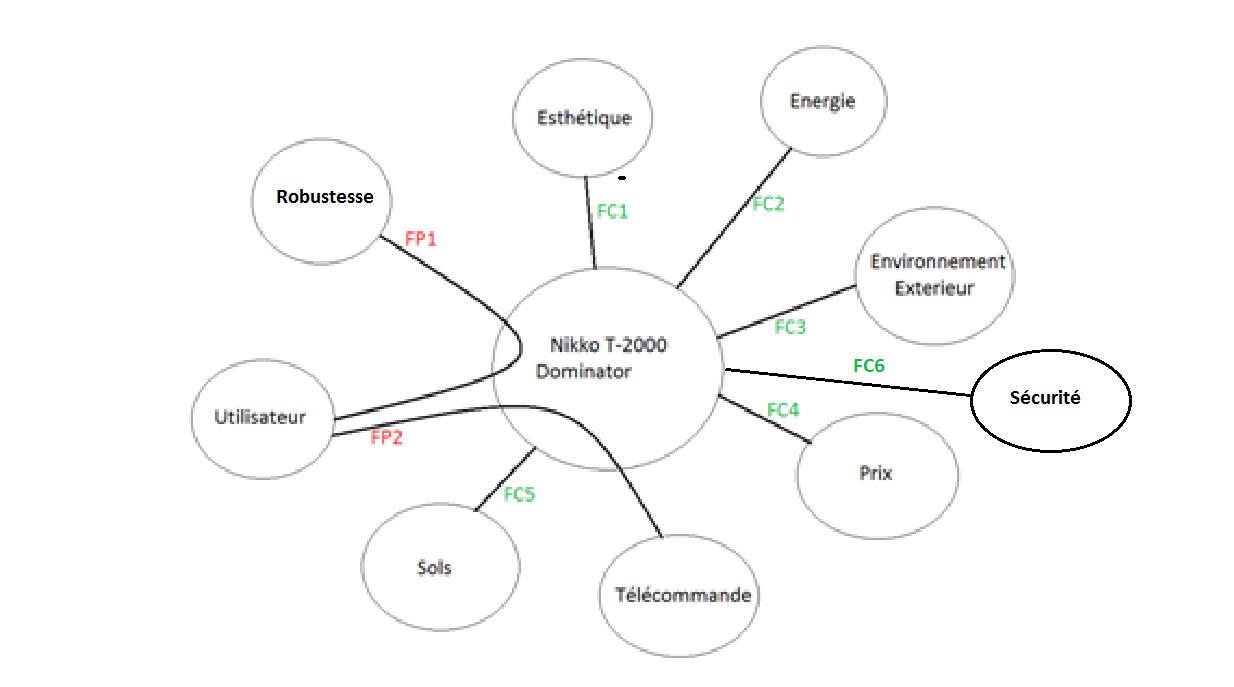 Esthétique
Energie
Robustesse
FC1
FC2
FP1
Environnement
Exterieur
FC3
Nikko T-2000
Dominator
FC6
Sécurité
FC4
Utilisateur
FP2
Prix
FC5
Sols
Télécommande